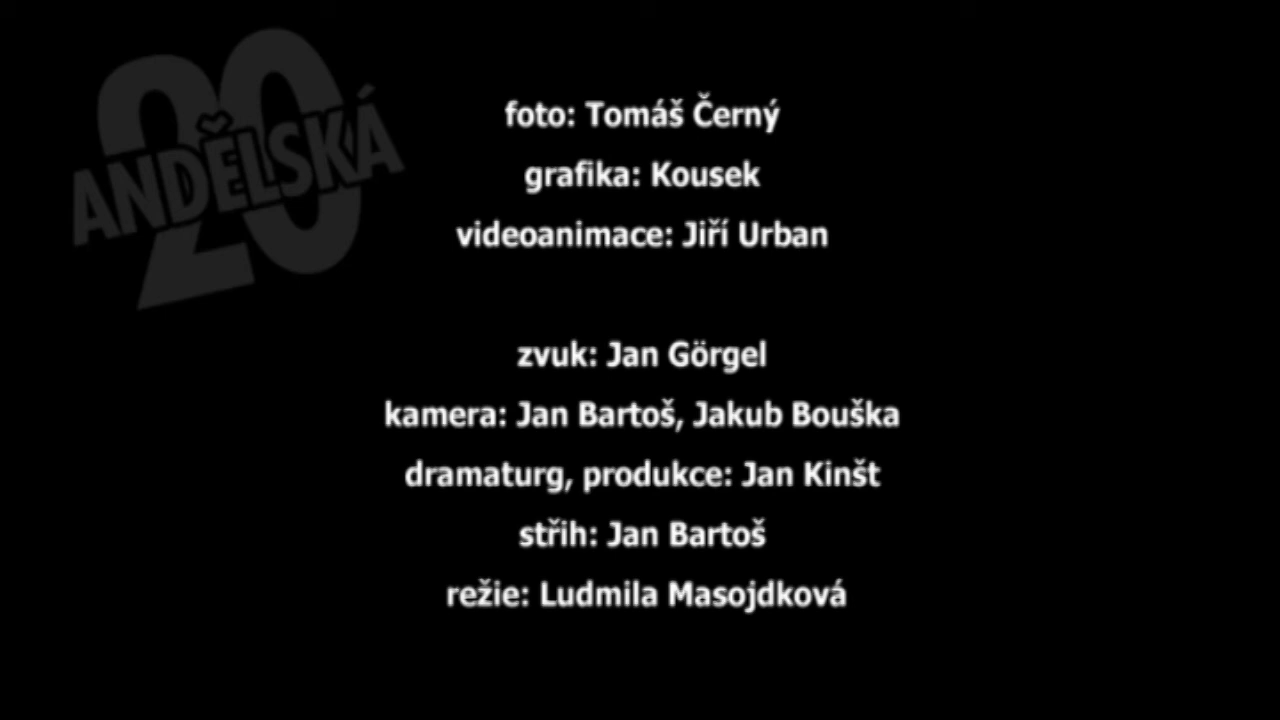 20
ANDĚLSKÁ
foto: Tomáš Černý
grafika: Kousek
videoanimace: Jiří Urban
zvuk: Jan Görgel
kamera: Jan Bartoš, Jakub Bouška
dramaturg, produkce: Jan Kinšt
střih: Jan Bartoš
režie: Ludmila Masojdková